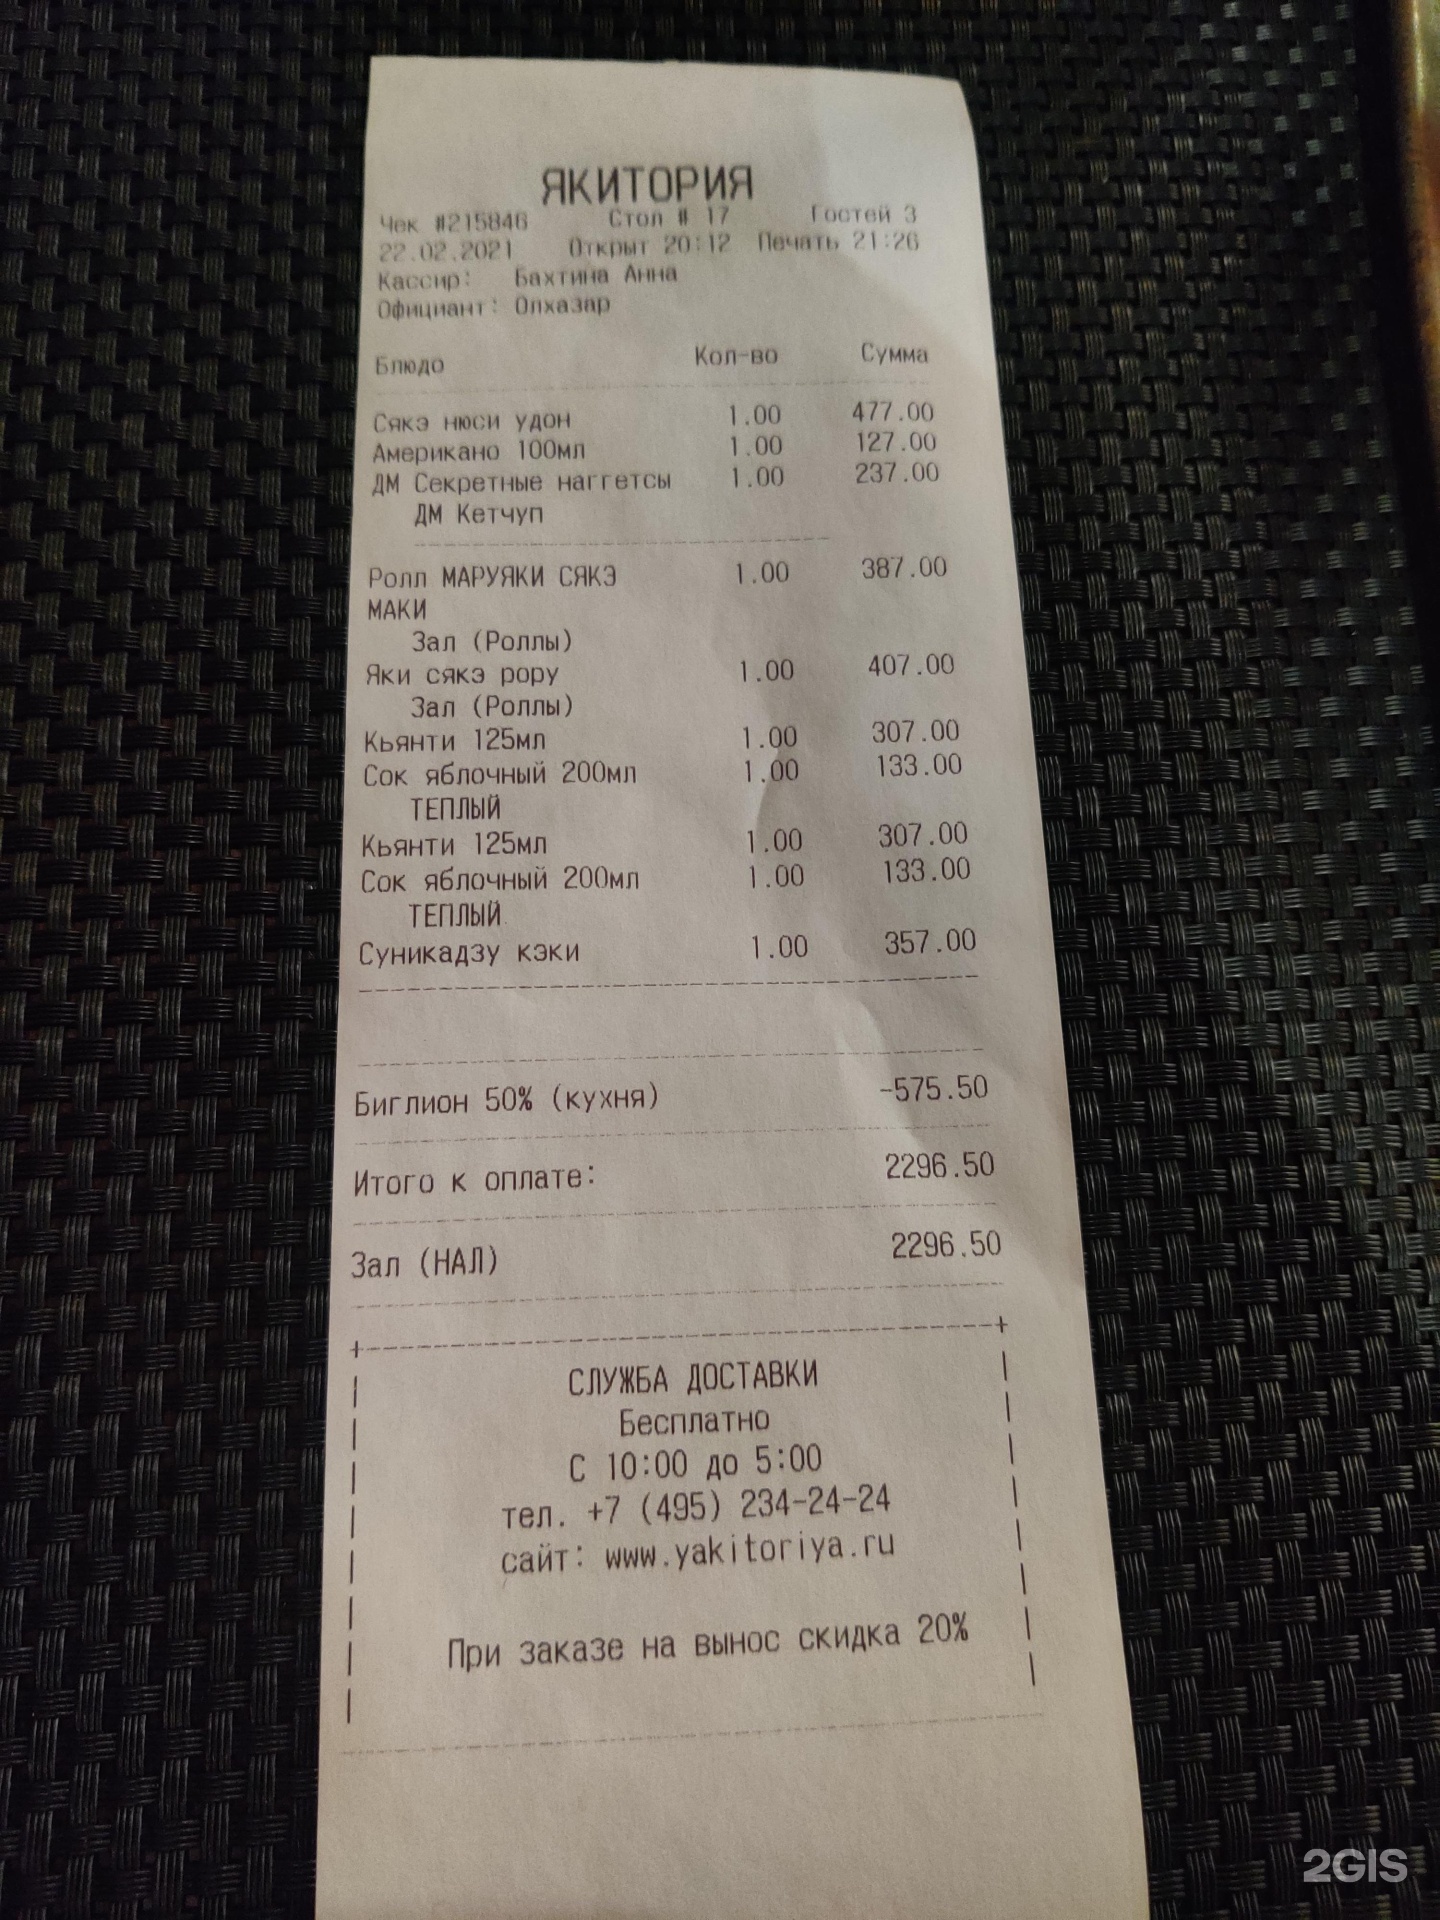 ЯКИТОРИЯ
Чек #215846 Стол # 17 Гостей 3
22.02.2021 Открыт 20:12 Печать 21:26
Кассир: Бахтина Анна
Официант: Олхазар
Блюдо Кол-во Сумма
Сякэ нюси удон 1.00 477.00
Американо 100мл 1.00 127.00
ДМ Секретные наггетсы 1.00 237.00
ДМ Кетчуп
Ролл МАРУЯКИ СЯКЭ 1.00 387.00
МАКИ
Зал (Роллы)
Яки сякэ рору 1.00 407.00
Зал (Роллы)
Кьянти 125мл 1.00 307.00
Сок яблочный 200мл 1.00 133.00
ТЕПЛЫЙ
Кьянти 125мл 1.00 307.00
Сок яблочный 200мл 1.00 133.00
ТЕПЛЫЙ
Суникадзу кэки 1.00 357.00
Биглион 50% (кухня) -575.50
Итого к оплате: 2296.50
Зал (НАЛ) 2296.50
СЛУЖБА ДОСТАВКИ
Бесплатно
С 10:00 до 5:00
тел. +7 (495) 234-24-24
сайт: www.yakitoriya.ru
При заказе на вынос скидка 20%
2GIS